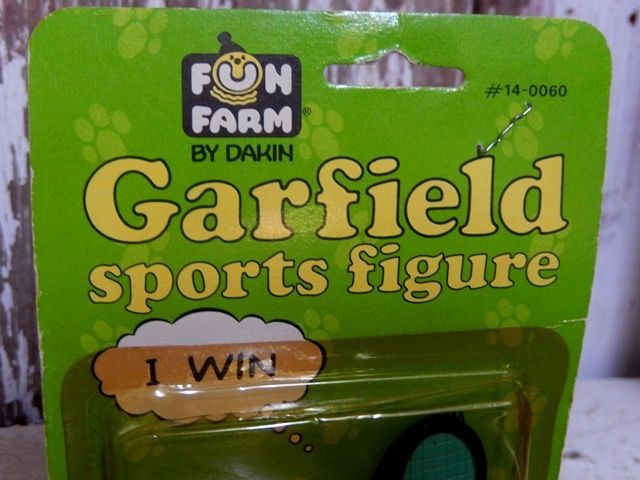 FUN
FARM®
BY DAKIN
#14-0060
Garfield
sports figure
I WIN